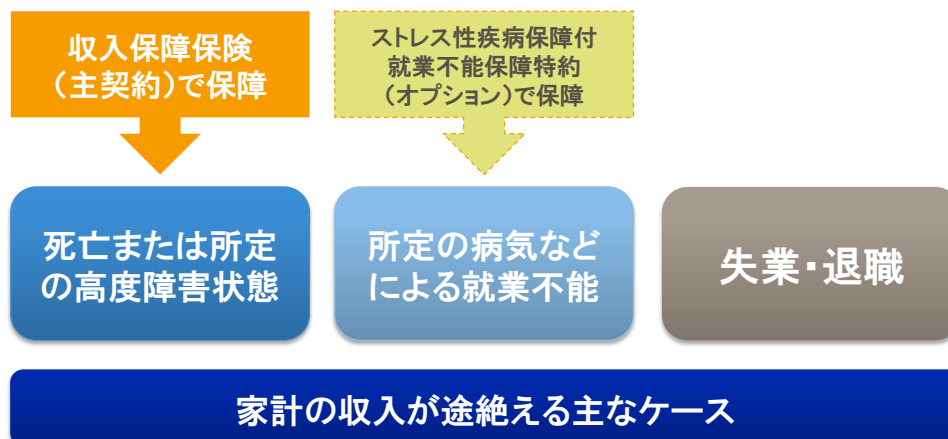 収入保障保険
（主契約）で保障
ストレス性疾病保障付
就業不能保障特約
（オプション）で保障
死亡または所定
の高度障害状態
所定の病気など
による就業不能
失業・退職
家計の収入が途絶える主なケース